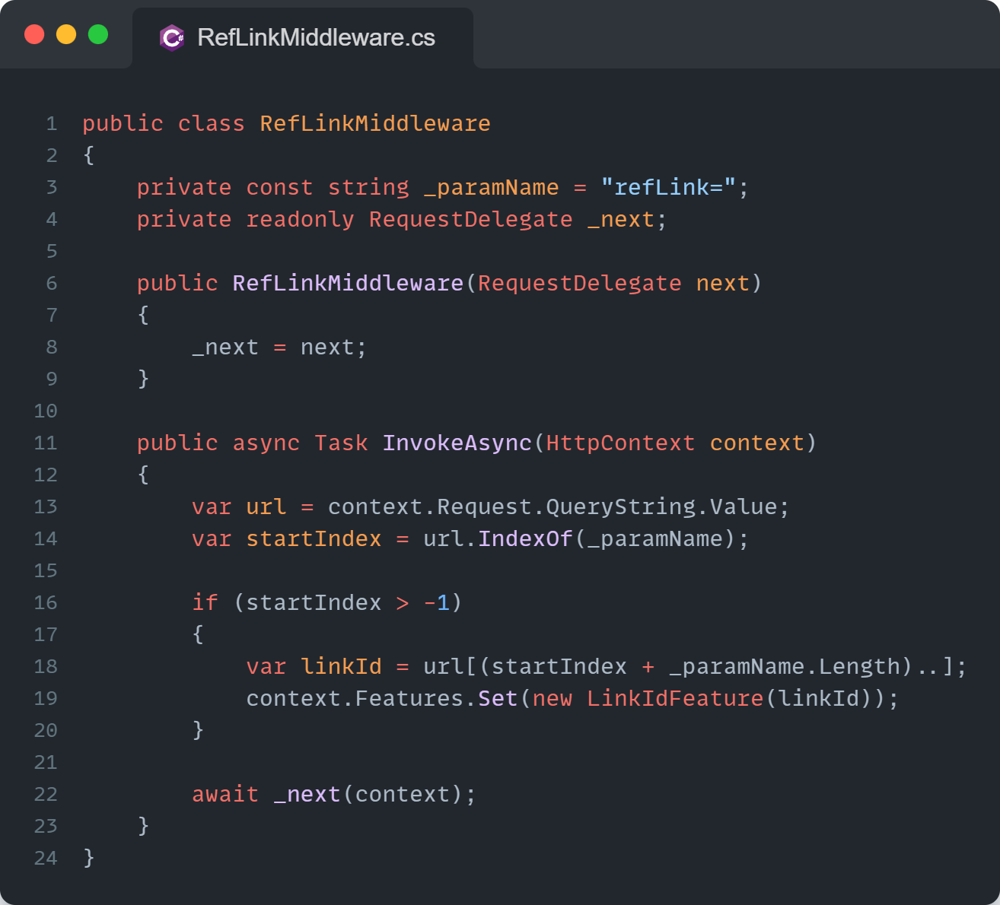 RefLinkMiddleware.cs
1 public class RefLinkMiddleware
2 {
3     private const string _paramName = "refLink=";
4     private readonly RequestDelegate _next;
5
6     public RefLinkMiddleware(RequestDelegate next)
7     {
8         _next = next;
9     }
10
11     public async Task InvokeAsync(HttpContext context)
12     {
13         var url = context.Request.QueryString.Value;
14         var startIndex = url.IndexOf(_paramName);
15
16         if (startIndex > -1)
17         {
18             var linkId = url[(startIndex + _paramName.Length)..];
19             context.Features.Set(new LinkIdFeature(linkId));
20         }
21
22         await _next(context);
23     }
24 }